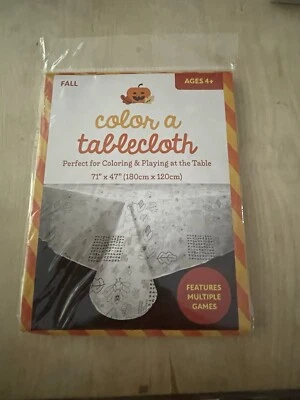 FALL
AGES 4+
color a
tablecloth
Perfect for Coloring & Playing at the Table
71" x 47" (180cm x 120cm)
FEATURES
MULTIPLE
GAMES